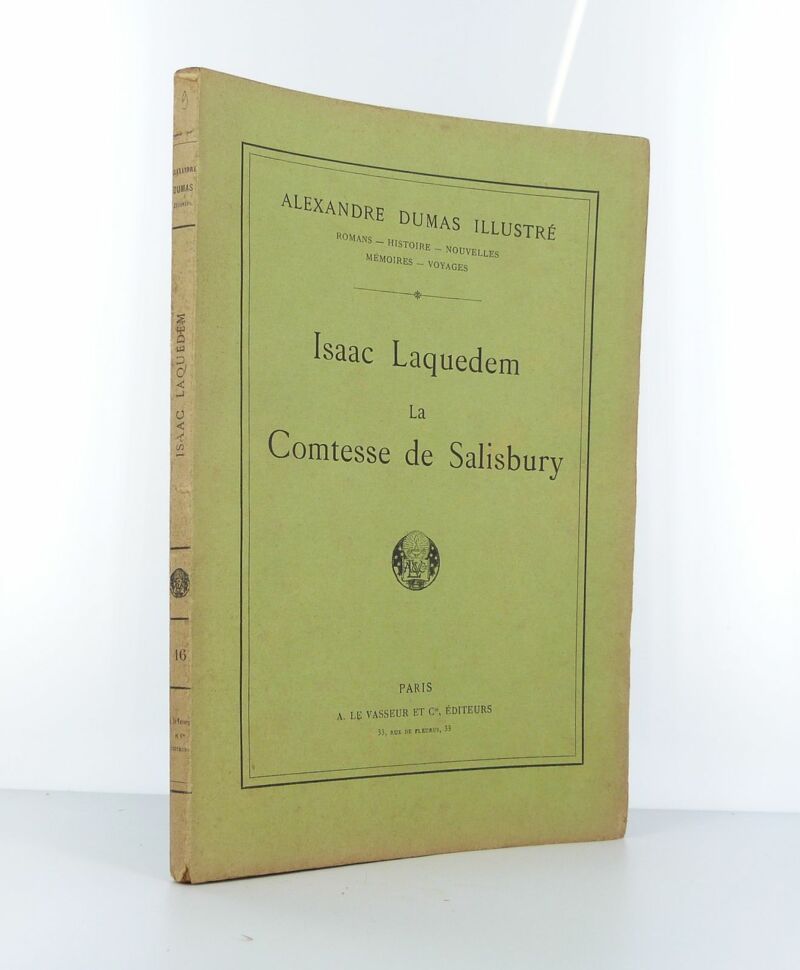 ALEXANDRE DUMAS ILLUSTRÉ
ROMANS — HISTOIRE — NOUVELLES
MÉMOIRES — VOYAGES
Isaac Laquedem
La
Comtesse de Salisbury
PARIS
A. LE VASSEUR ET Cie, ÉDITEURS
33, RUE DE FLEURUS, 33
ALEXANDRE
DUMAS
ISAAC LAQUEDEM
16